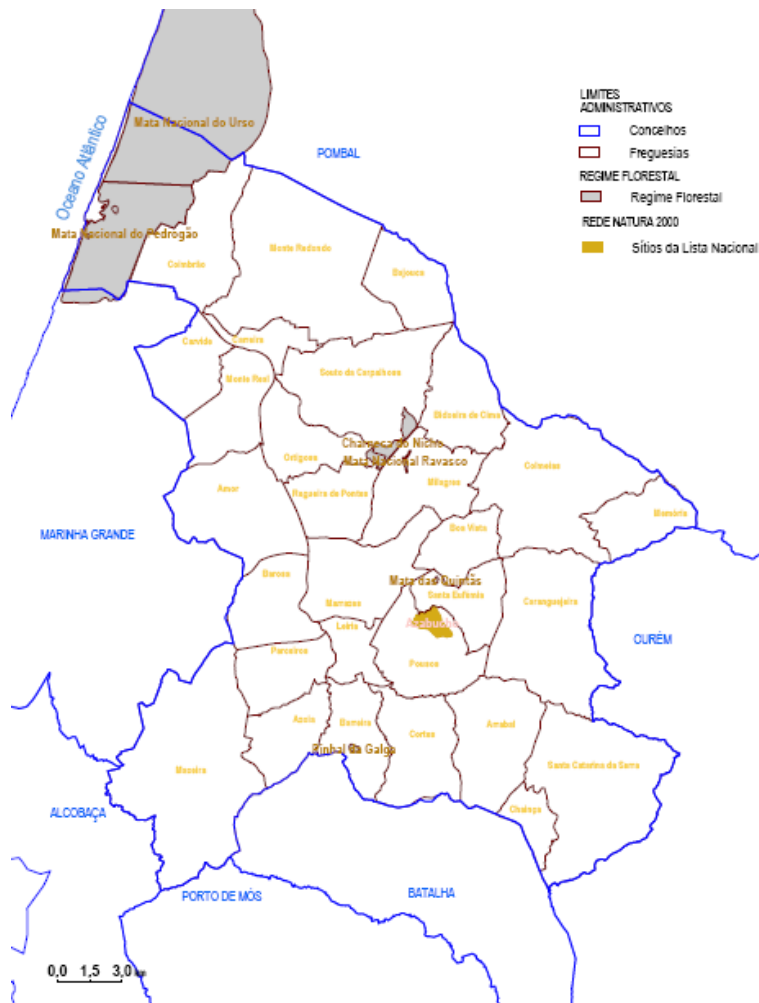 LIMITES
ADMINISTRATIVOS
Concelhos
Freguesias
REGIME FLORESTAL
Regime Florestal
REDE NATURA 2000
Sítios da Lista Nacional
Oceano Atlântico
Mata Nacional do Urso
POMBAL
Mata Nacional do Pedrogão
Coimbrão
Monte Redondo
Bajouca
Carvide
Carreira
Monte Real
Souto da Carpalhosa
Bidoeira de Cima
Charneca do Nicho
Ortigosa
Mata Nacional Ravasco
Colmeias
Amor
Regueira de Pontes
Milagres
Memória
MARINHA GRANDE
Boa Vista
Barosa
Mata das Quintãs
Santa Eufémia
Caranguejeira
Marrazes
Leiria
Azabucho
OURÉM
Parceiros
Pousos
Azoia
Barreira
Cortes
Arrabal
Pinhal da Galga
Maceira
Santa Catarina da Serra
Chainça
ALCOBAÇA
PORTO DE MÓS
BATALHA
0,0 1,5 3,0 km